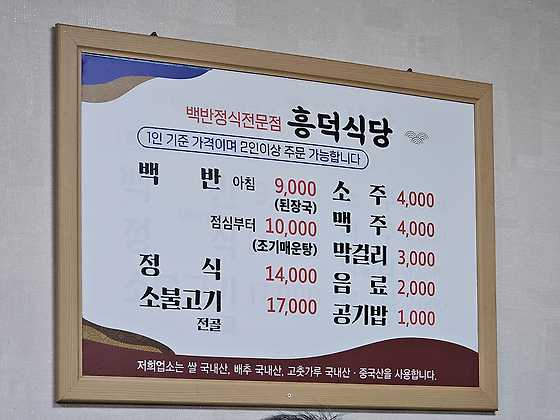 백반정식전문점 흥덕식당
1인 기준 가격이며 2인이상 주문 가능합니다
백 반 아침 9,000
(된장국)
점심부터 10,000
(조기매운탕)
정 식 14,000
소불고기 17,000
전골
소 주 4,000
맥 주 4,000
막걸리 3,000
음 료 2,000
공기밥 1,000
저희업소는 쌀 국내산, 배추 국내산, 고춧가루 국내산 · 중국산을 사용합니다.